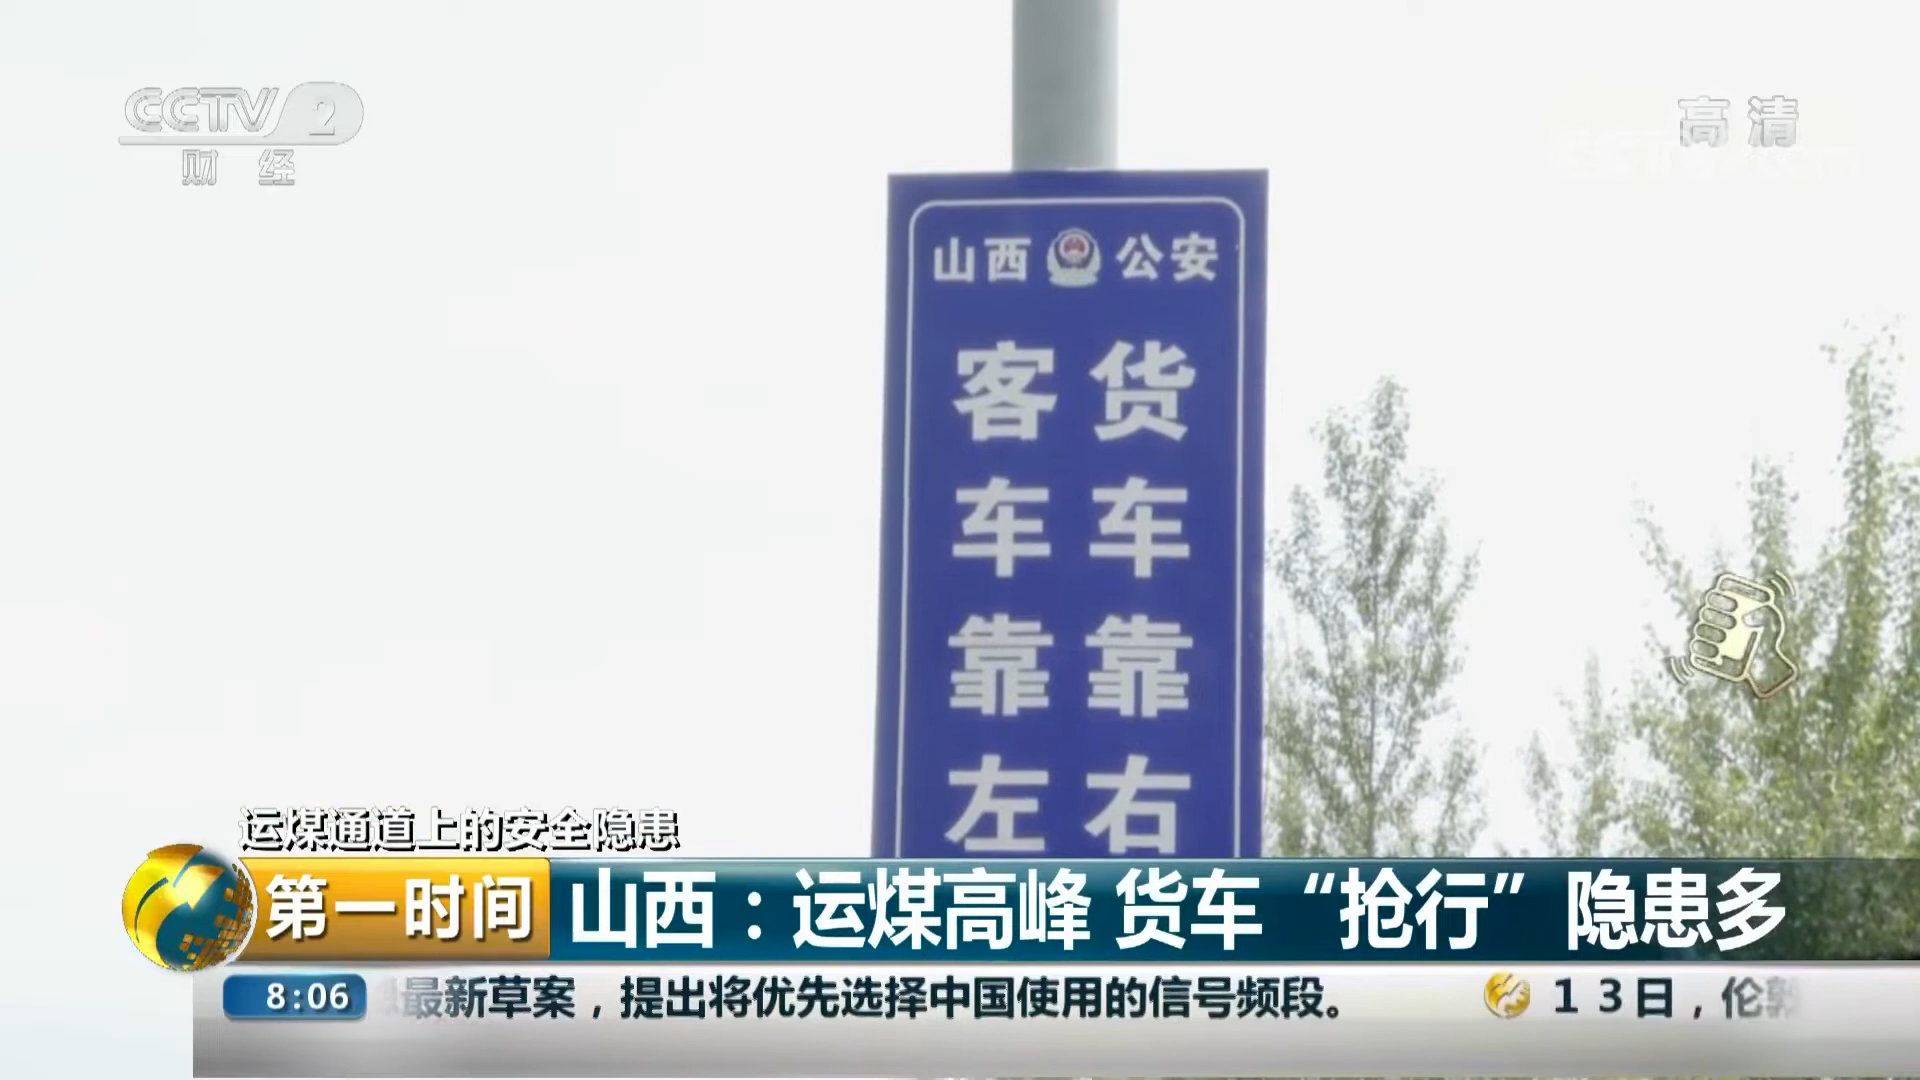 CCTV 2
财 经
高清
山西 公安
货车靠右
客车靠左
运煤通道上的安全隐患
第一时间
山西：运煤高峰 货车“抢行”隐患多
8:06
最新草案，提出将优先选择中国使用的信号频段。 13日，伦敦